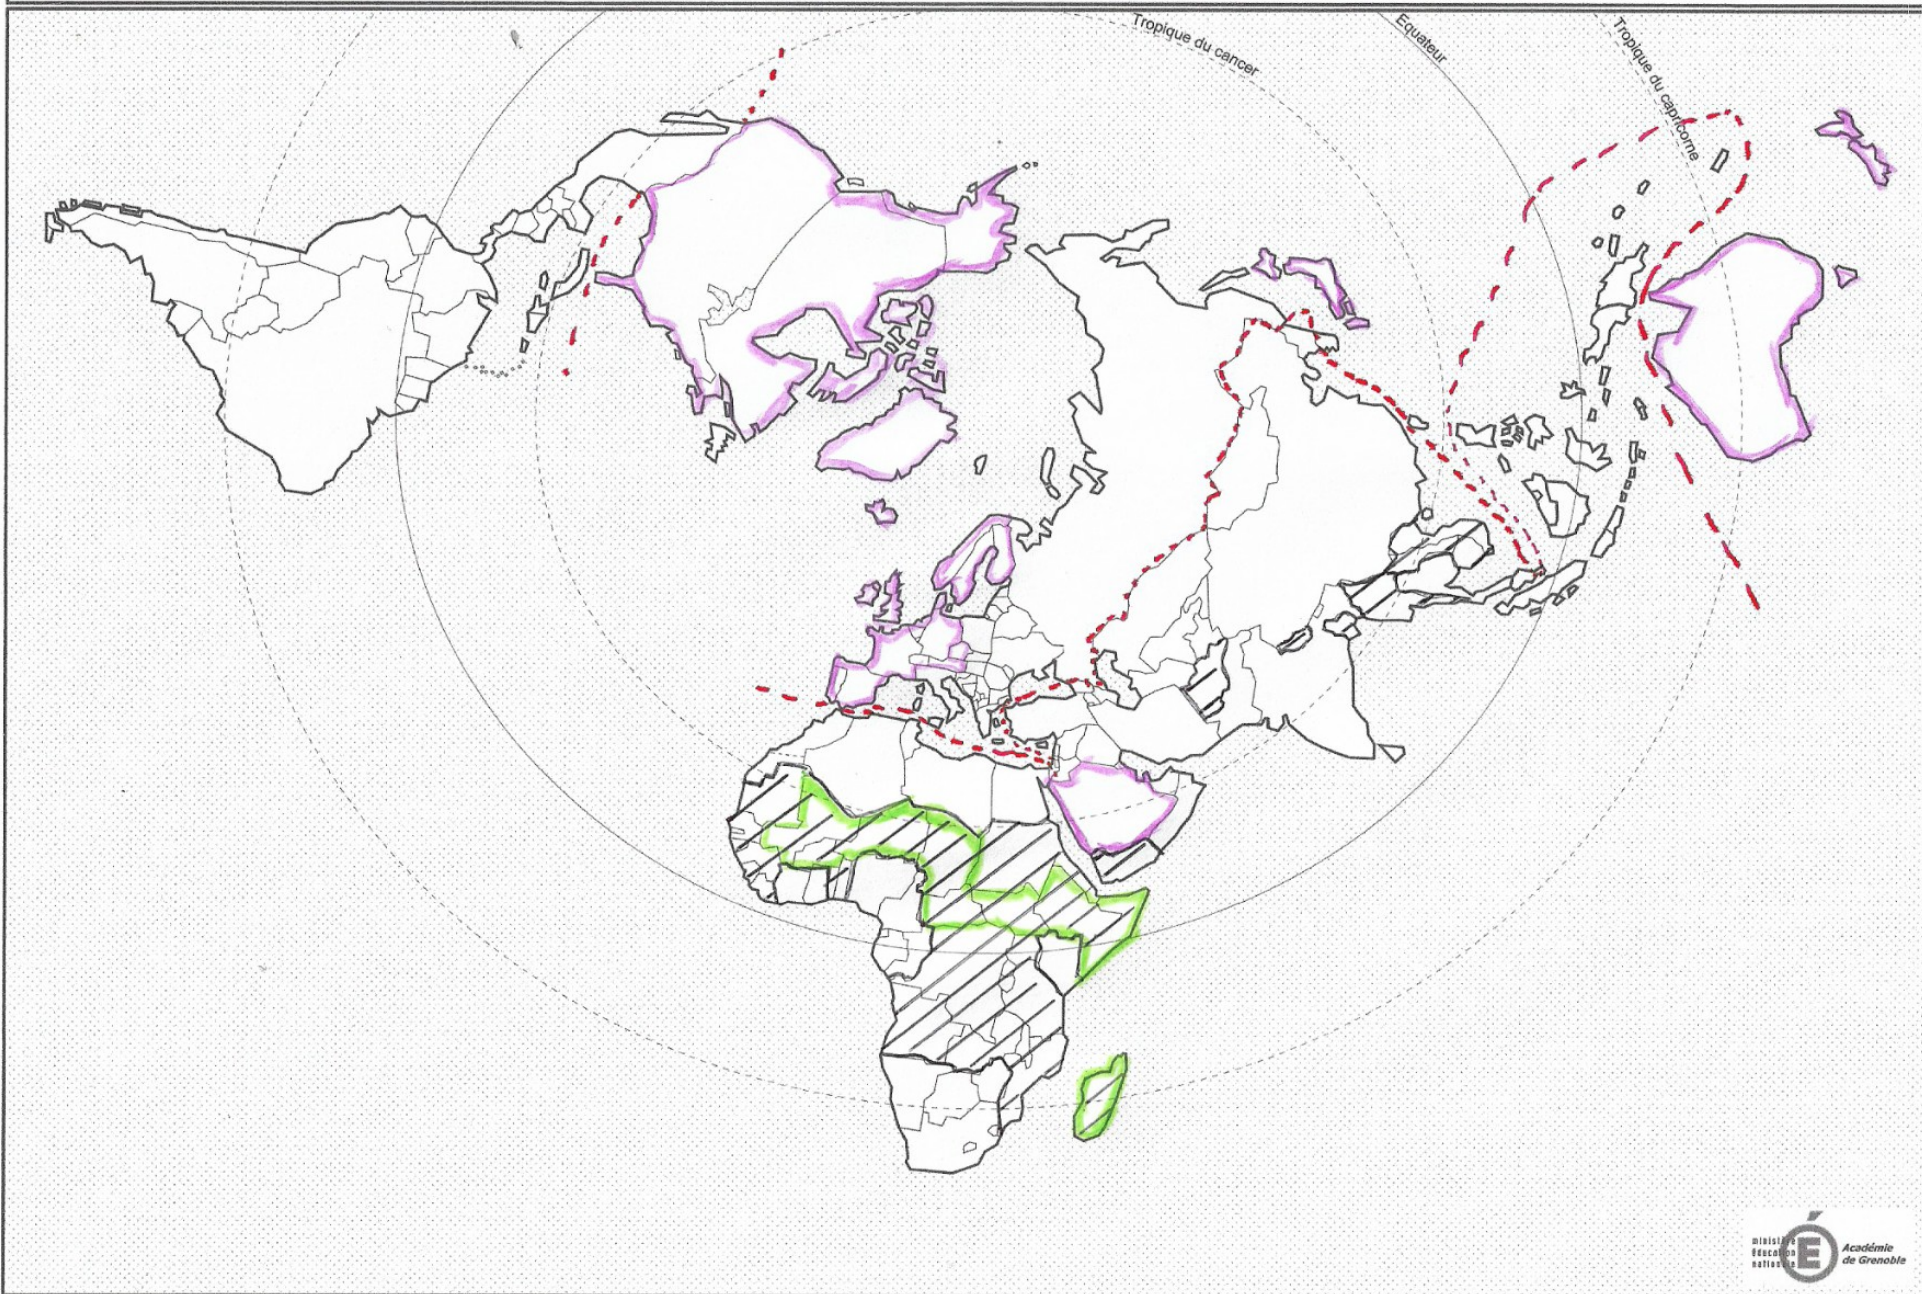 Tropique du cancer
Equateur
Tropique du capricorne
ministère
éducation
nationale
É
Académie
de Grenoble